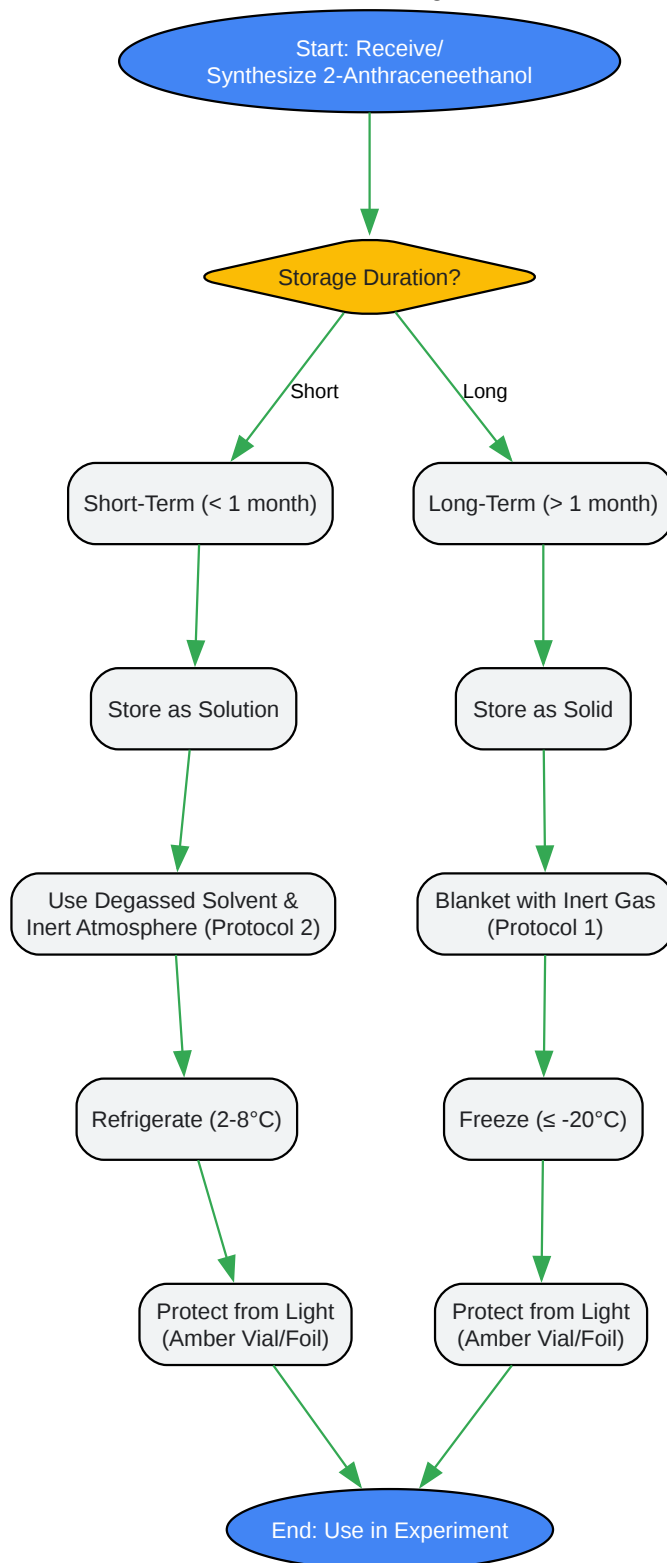 Start: Receive/
Synthesize 2-Anthraceneethanol
Storage Duration?
Short
Long
Short-Term (< 1 month)
Long-Term (> 1 month)
Store as Solution
Store as Solid
Use Degassed Solvent &
Inert Atmosphere (Protocol 2)
Blanket with Inert Gas
(Protocol 1)
Refrigerate (2-8°C)
Freeze (≤ -20°C)
Protect from Light
(Amber Vial/Foil)
Protect from Light
(Amber Vial/Foil)
End: Use in Experiment